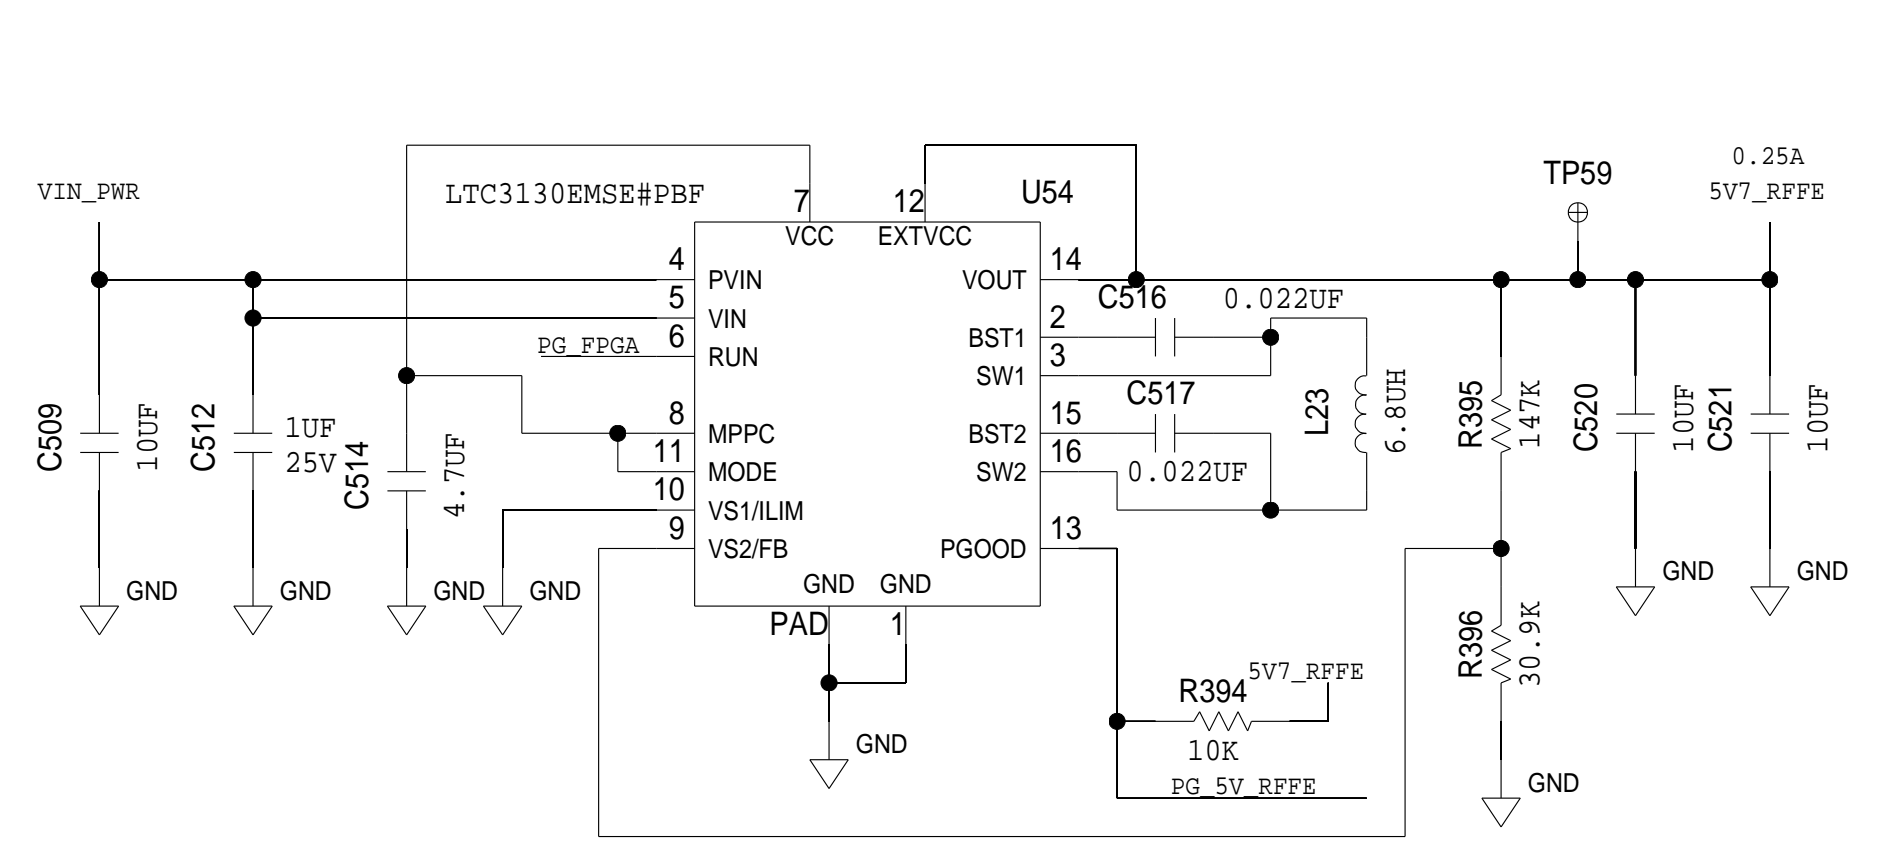 0.25A
TP59
VIN_PWR
LTC3130EMSE#PBF
7
12
U54
5V7_RFFE
VCC
EXTVCC
4
PVIN
VOUT
14
5
VIN
C516
0.022UF
6
PG_FPGA
RUN
BST1
2
SW1
3
C509
10UF
C512
1UF
25V
C514
4.7UF
8
MPPC
11
MODE
10
VS1/ILIM
9
VS2/FB
C517
BST2
15
SW2
16
0.022UF
L23
6.8UH
PGOOD
13
R395
147K
C520
10UF
C521
10UF
GND
GND
GND
GND
GND
GND
GND
GND
PAD
1
R396
30.9K
5V7_RFFE
R394
10K
GND
PG_5V_RFFE
GND